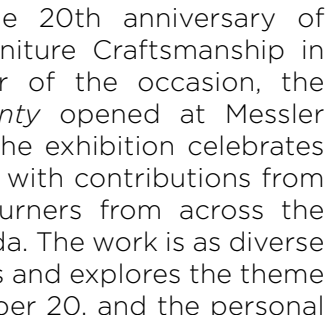 e 20th anniversary of
niture Craftsmanship in
r of the occasion, the
nty opened at Messler
he exhibition celebrates
with contributions from
urners from across the
da. The work is as diverse
s and explores the theme
ber 20, and the personal